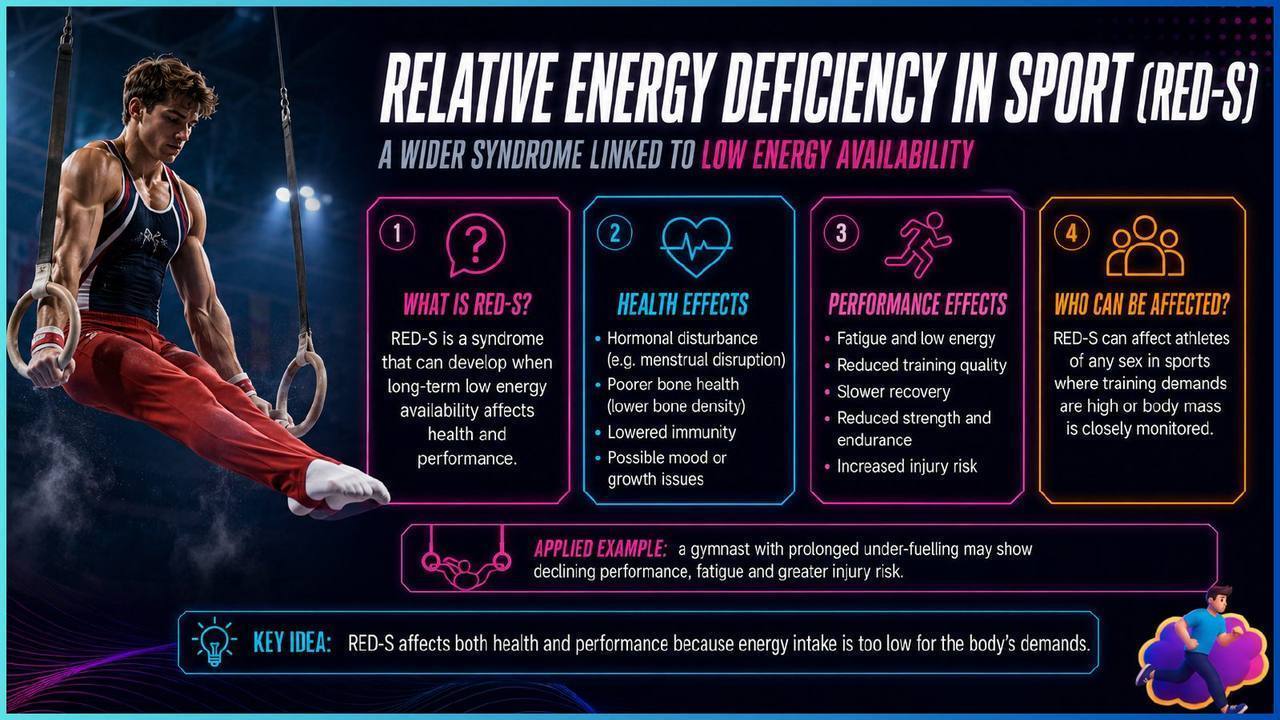 RELATIVE ENERGY DEFICIENCY IN SPORT (RED-S)
A WIDER SYNDROME LINKED TO LOW ENERGY AVAILABILITY
1
WHAT IS RED-S?
RED-S is a syndrome
that can develop when
long-term low energy
availability affects
health and
performance.
2
HEALTH EFFECTS
• Hormonal disturbance
(e.g. menstrual disruption)
• Poorer bone health
(lower bone density)
• Lowered immunity
• Possible mood or
growth issues
3
PERFORMANCE EFFECTS
• Fatigue and low energy
• Reduced training quality
• Slower recovery
• Reduced strength and
endurance
• Increased injury risk
4
WHO CAN BE AFFECTED?
RED-S can affect athletes
of any sex in sports
where training demands
are high or body mass
is closely monitored.
APPLIED EXAMPLE: a gymnast with prolonged under-fuelling may show
declining performance, fatigue and greater injury risk.
KEY IDEA: RED-S affects both health and performance because energy intake is too low for the body's demands.